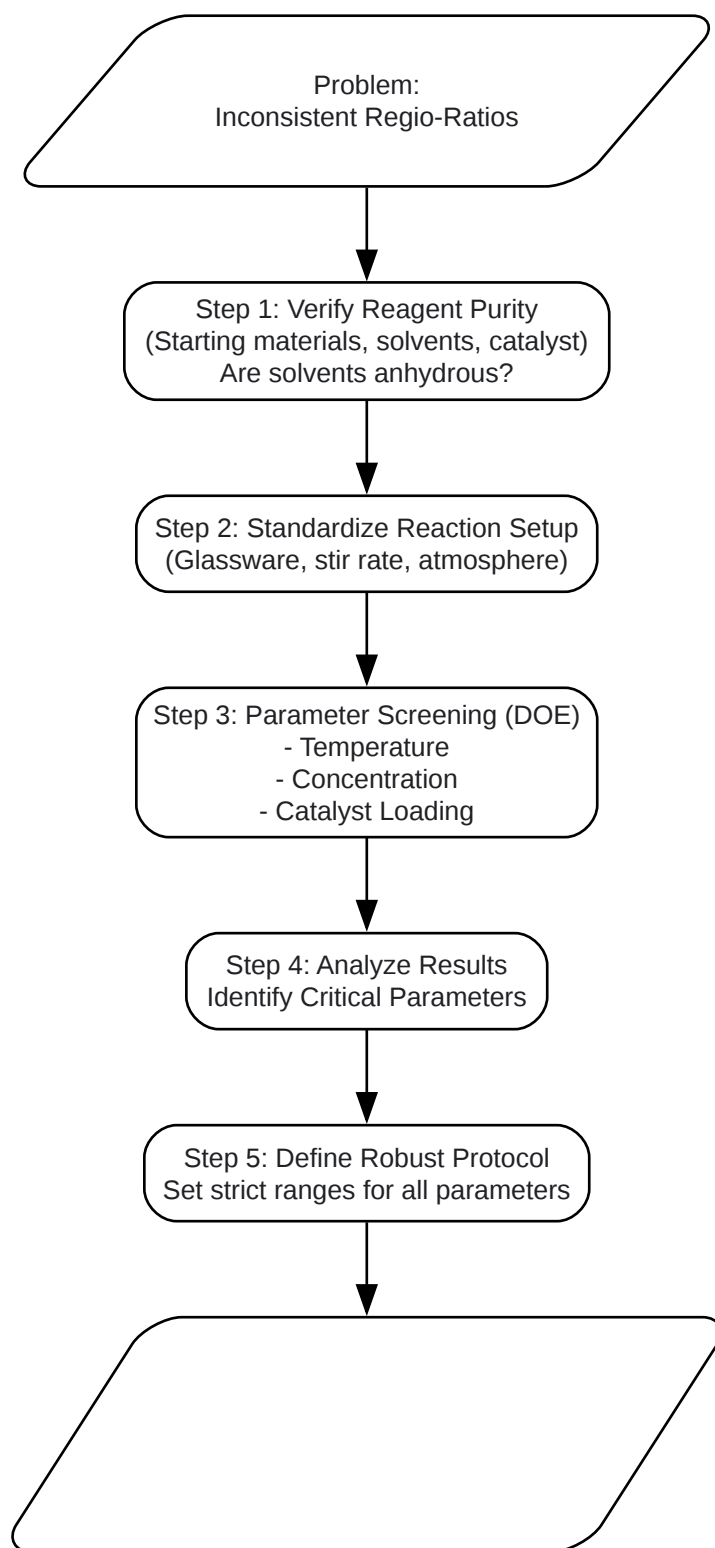 Problem:
Inconsistent Regio-Ratios
Step 1: Verify Reagent Purity
(Starting materials, solvents, catalyst)
Are solvents anhydrous?
Step 2: Standardize Reaction Setup
(Glassware, stir rate, atmosphere)
Step 3: Parameter Screening (DOE)
- Temperature
- Concentration
- Catalyst Loading
Step 4: Analyze Results
Identify Critical Parameters
Step 5: Define Robust Protocol
Set strict ranges for all parameters